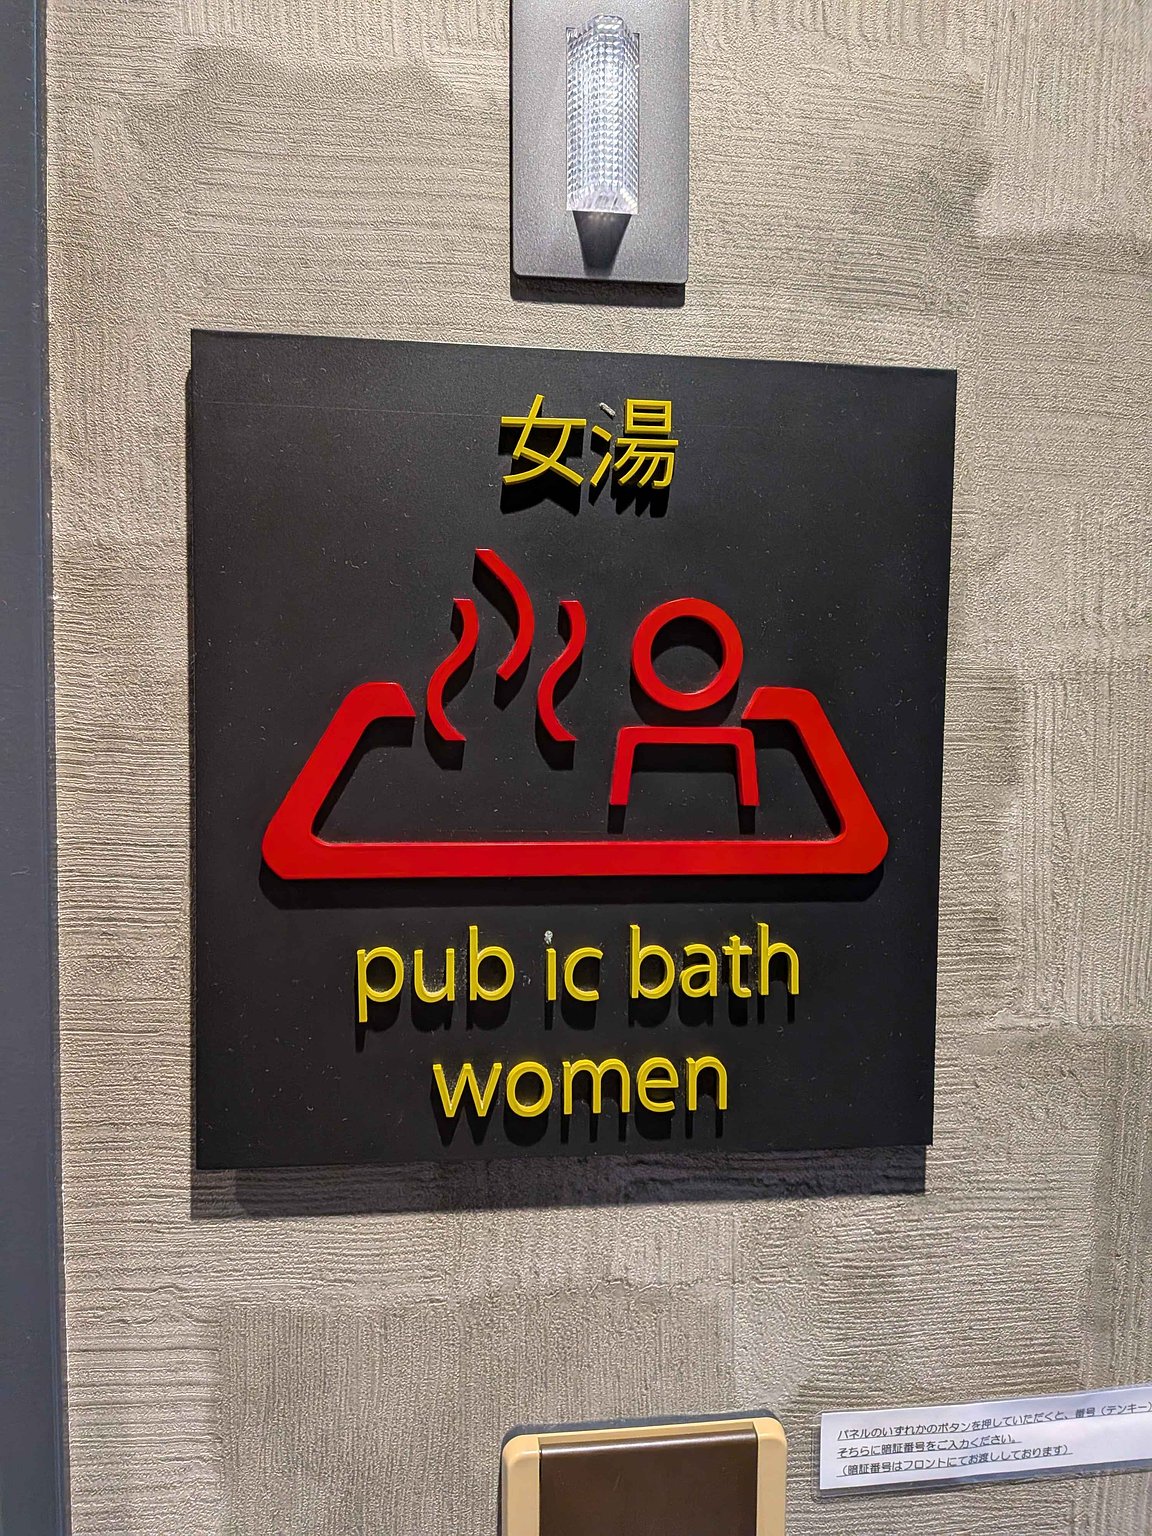 女湯
pub ic bath
women
パネルのいずれかのボタンを押していただくと、番号（テンキー）
そちらに暗証番号をご入力ください。
（暗証番号はフロントにてお渡ししております）